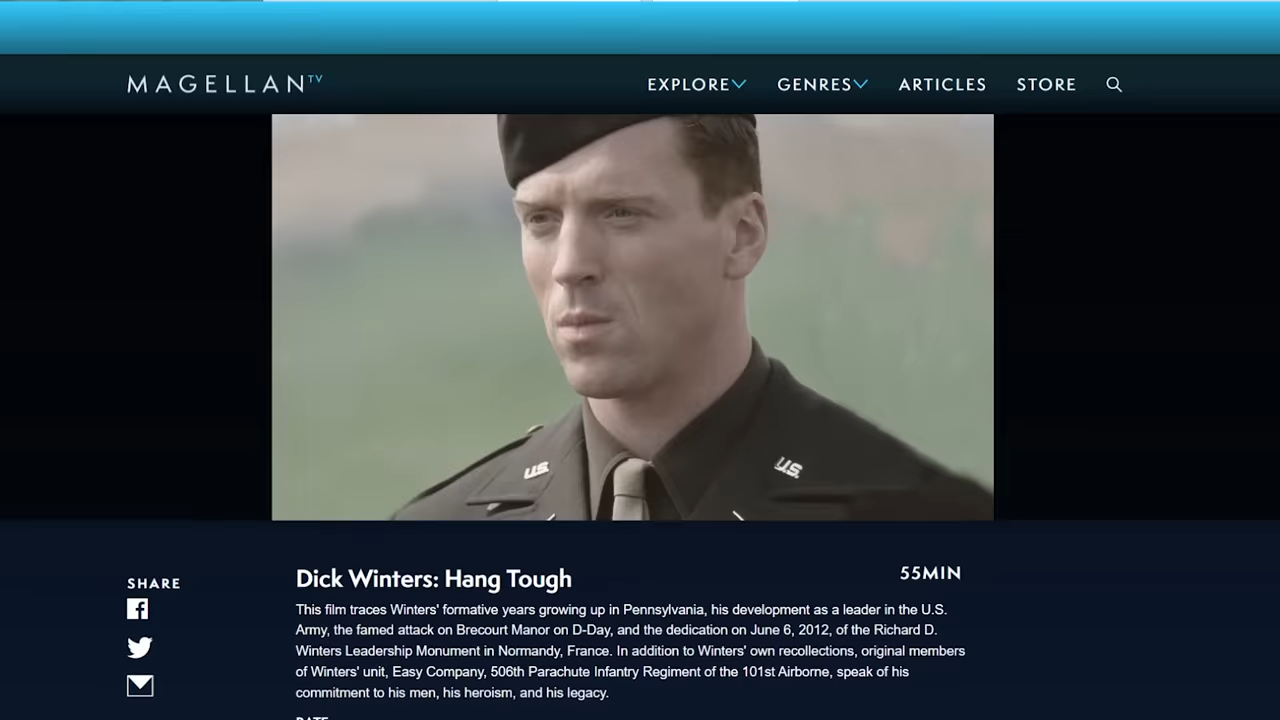 MAGELLAN TV
EXPLORE GENRES ARTICLES STORE
U.S. U.S.
SHARE
Dick Winters: Hang Tough
55MIN
This film traces Winters' formative years growing up in Pennsylvania, his development as a leader in the U.S.
Army, the famed attack on Brecourt Manor on D-Day, and the dedication on June 6, 2012, of the Richard D.
Winters Leadership Monument in Normandy, France. In addition to Winters' own recollections, original members
of Winters' unit, Easy Company, 506th Parachute Infantry Regiment of the 101st Airborne, speak of his
commitment to his men, his heroism, and his legacy.